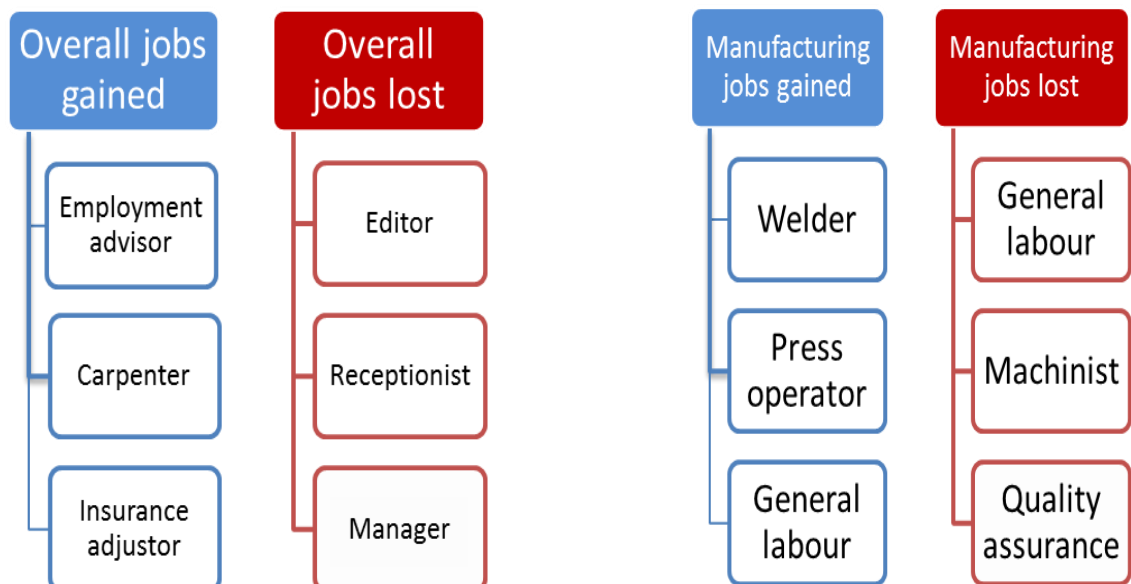 Overall jobs
gained
Employment
advisor
Carpenter
Insurance
adjustor
Overall
jobs lost
Editor
Receptionist
Manager
Manufacturing
jobs gained
Welder
Press
operator
General
labour
Manufacturing
jobs lost
General
labour
Machinist
Quality
assurance